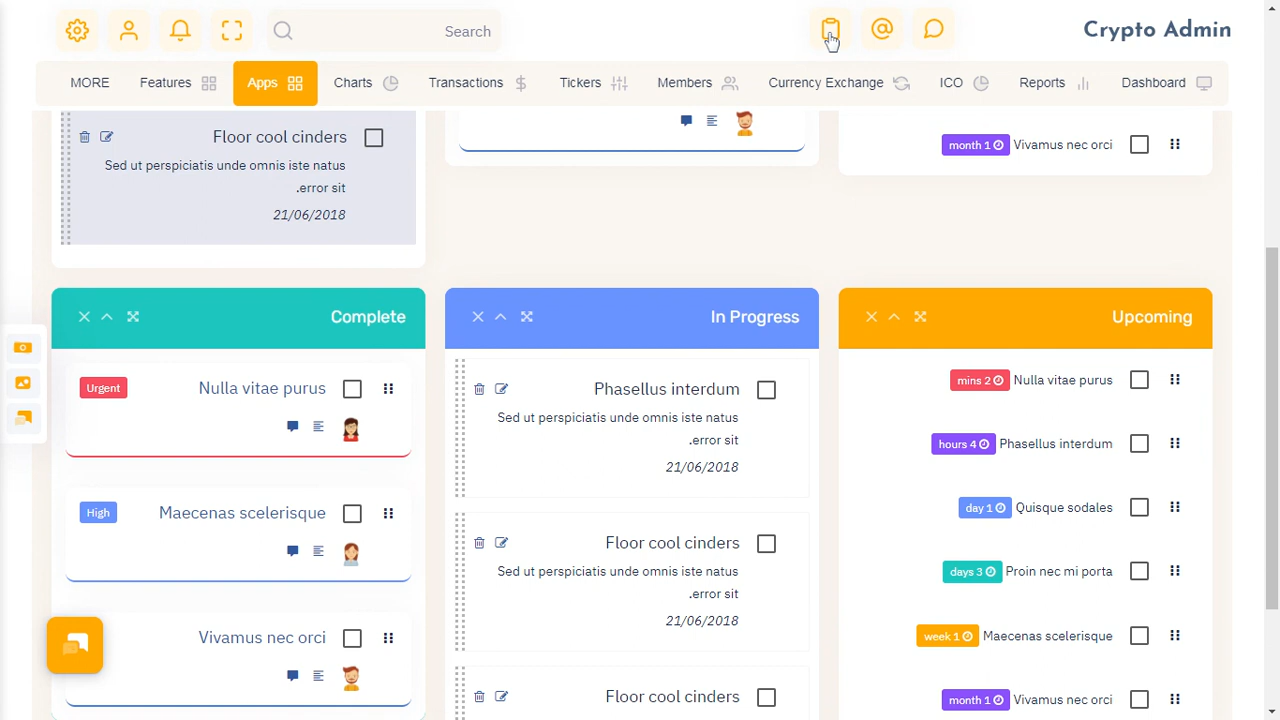 Search
Crypto Admin
MORE
Features
Apps
Charts
Transactions
Tickers
Members
Currency Exchange
ICO
Reports
Dashboard
Floor cool cinders
Sed ut perspiciatis unde omnis iste natus
.error sit
21/06/2018
month 1 Vivamus nec orci
Complete
Urgent Nulla vitae purus
High Maecenas scelerisque
Vivamus nec orci
In Progress
Phasellus interdum
Sed ut perspiciatis unde omnis iste natus
.error sit
21/06/2018
Floor cool cinders
Sed ut perspiciatis unde omnis iste natus
.error sit
21/06/2018
Floor cool cinders
Upcoming
mins 2 Nulla vitae purus
hours 4 Phasellus interdum
day 1 Quisque sodales
days 3 Proin nec mi porta
week 1 Maecenas scelerisque
month 1 Vivamus nec orci